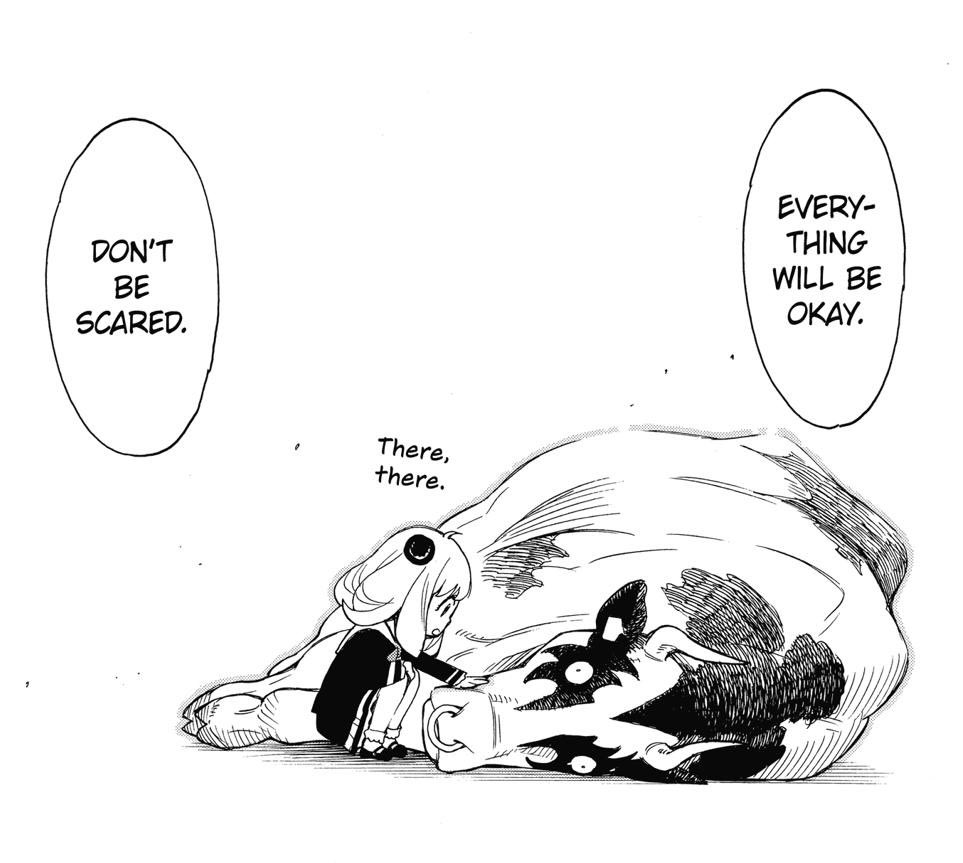 EVERY-
THING
WILL BE
OKAY.
DON'T
BE
SCARED.
There,
there.